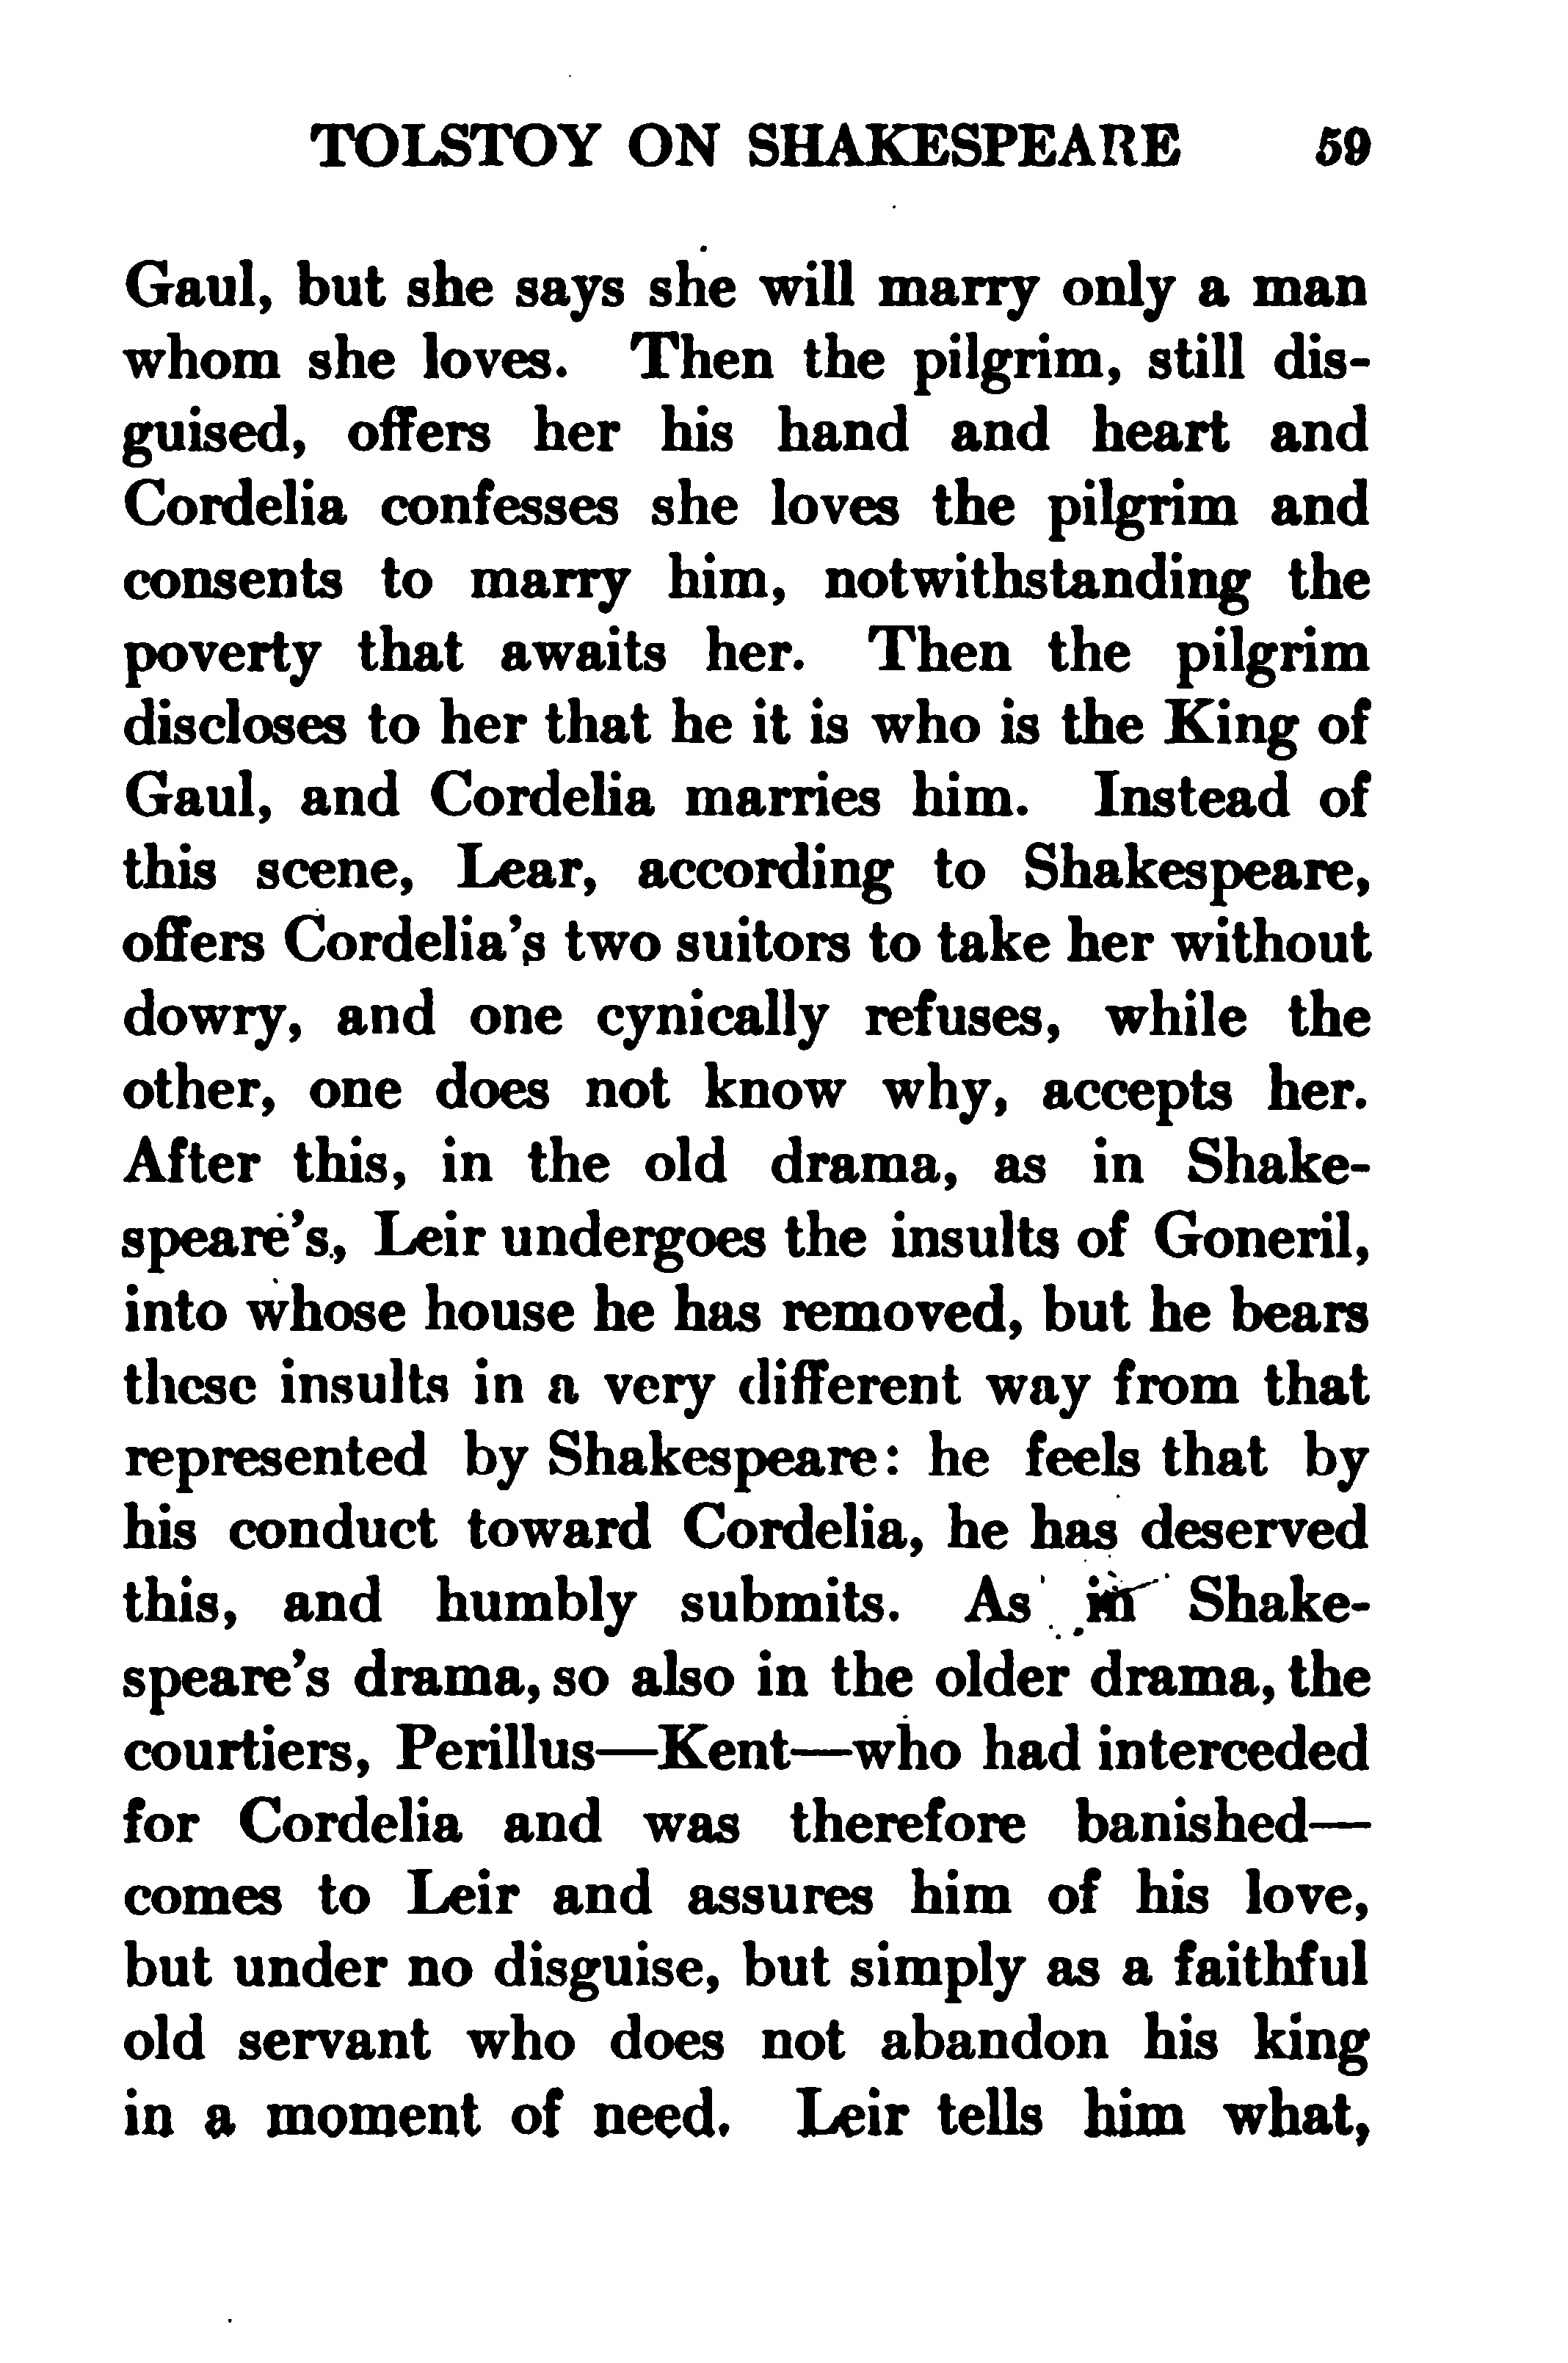 TOLSTOY ON SHAKESPEARE 59
Gaul, but she says she will marry only a man
whom she loves. Then the pilgrim, still dis-
guised, offers her his hand and heart and
Cordelia confesses she loves the pilgrim and
consents to marry him, notwithstanding the
poverty that awaits her. Then the pilgrim
discloses to her that he it is who is the King of
Gaul, and Cordelia marries him. Instead of
this scene, Lear, according to Shakespeare,
offers Cordelia's two suitors to take her without
dowry, and one cynically refuses, while the
other, one does not know why, accepts her.
After this, in the old drama, as in Shake-
speare's, Leir undergoes the insults of Goneril,
into whose house he has removed, but he bears
these insults in a very different way from that
represented by Shakespeare: he feels that by
his conduct toward Cordelia, he has deserved
this, and humbly submits. As in Shake-
speare's drama, so also in the older drama, the
courtiers, Perillus—Kent—who had interceded
for Cordelia and was therefore banished—
comes to Leir and assures him of his love,
but under no disguise, but simply as a faithful
old servant who does not abandon his king
in a moment of need. Leir tells him what,